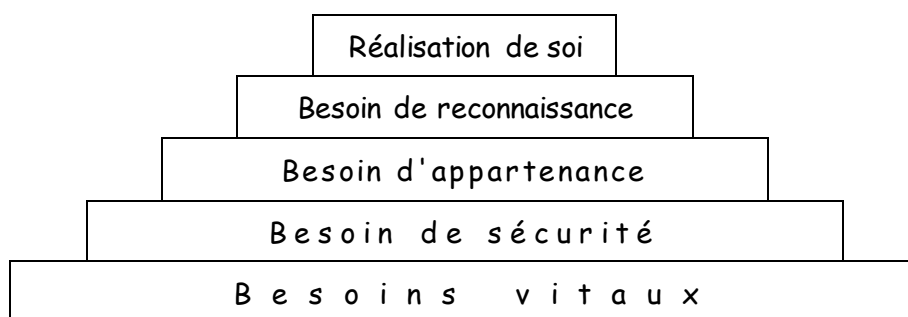 Réalisation de soi
Besoin de reconnaissance
Besoin d'appartenance
Besoin de sécurité
Besoins vitaux